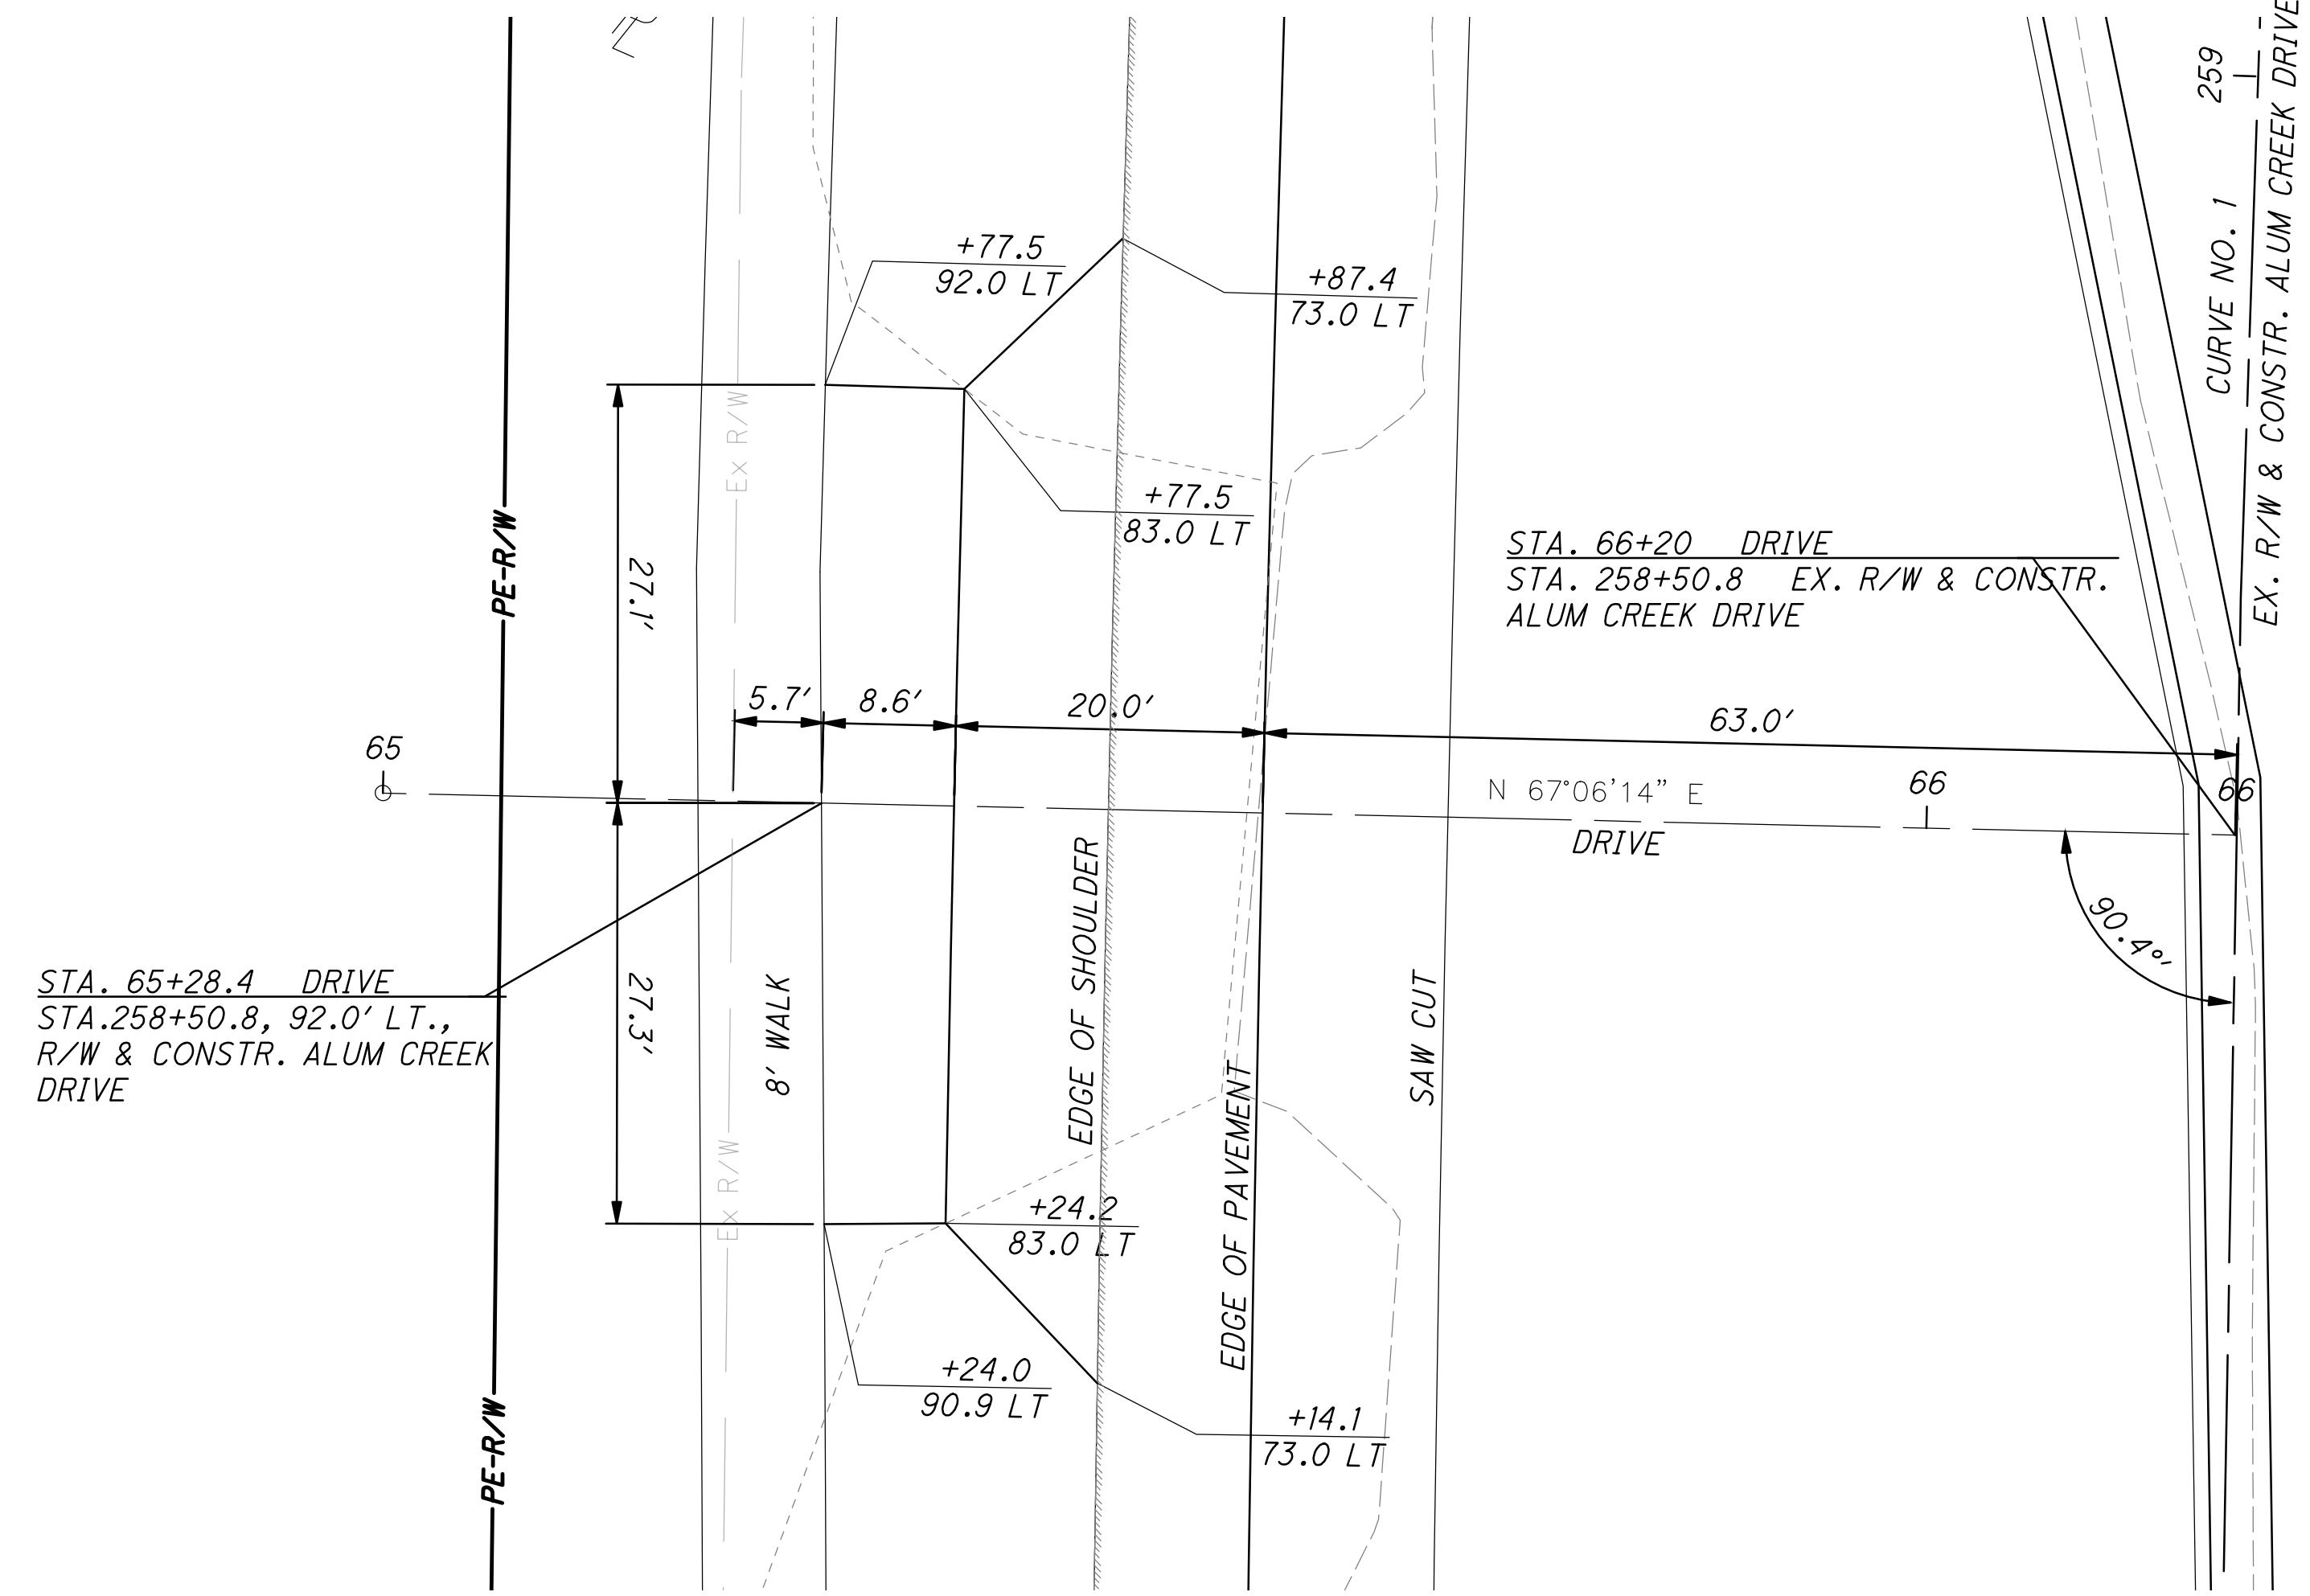 259
EX. R/W & CONSTR. ALUM CREEK DRIVE
CURVE NO. 1
+77.5
92.0 LT
+87.4
73.0 LT
EX R/W
+77.5
83.0 LT
PE-R/W
27.1'
STA. 66+20 DRIVE
STA. 258+50.8 EX. R/W & CONSTR.
ALUM CREEK DRIVE
5.7'
8.6'
20.0'
63.0'
65
N 67°06'14" E
66
66
DRIVE
90.4°'
STA. 65+28.4 DRIVE
STA.258+50.8, 92.0' LT.,
R/W & CONSTR. ALUM CREEK
DRIVE
27.3'
8' WALK
EDGE OF SHOULDER
EDGE OF PAVEMENT
SAW CUT
EX R/W
+24.2
83.0 LT
+24.0
90.9 LT
+14.1
73.0 LT
PE-R/W